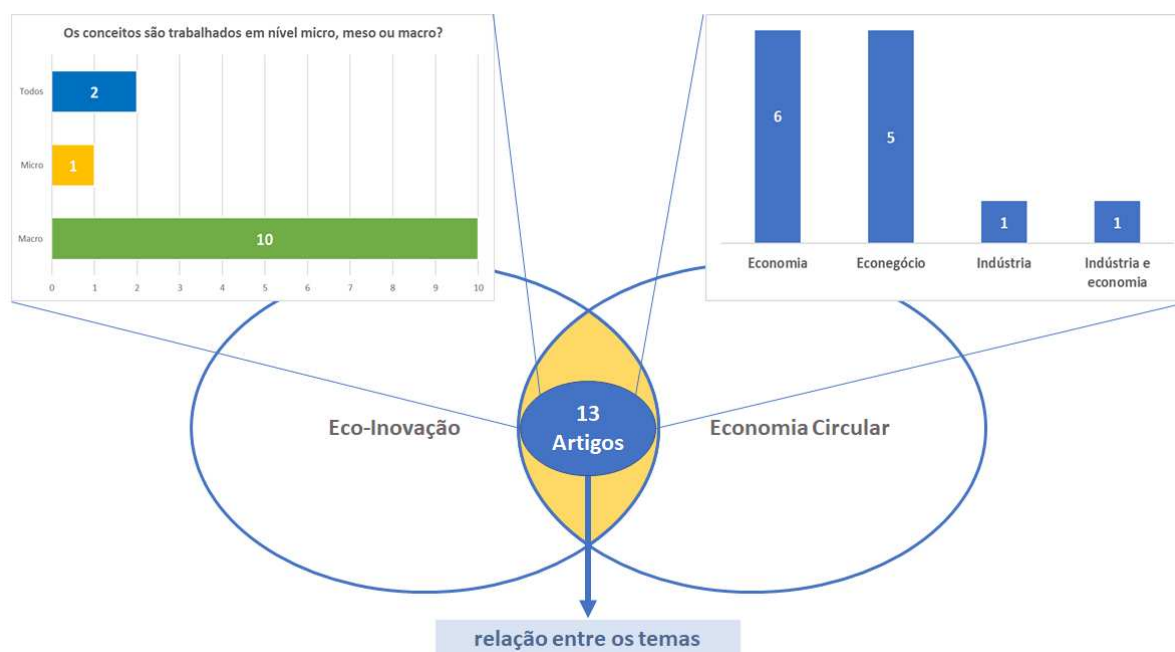 Os conceitos são trabalhados em nível micro, meso ou macro?
Todos
2
Micro
1
Macro
10
0 1 2 3 4 5 6 7 8 9 10
6
5
1
1
Economia
Econegócio
Indústria
Indústria e
economia
Eco-Inovação
13
Artigos
Economia Circular
relação entre os temas